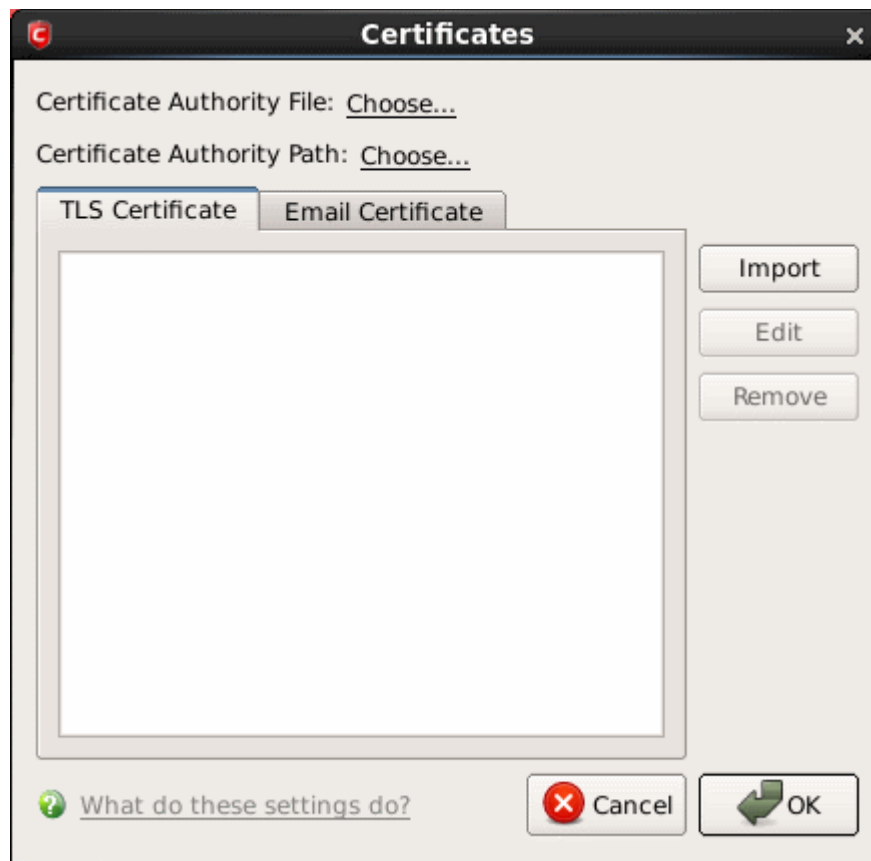 Certificates
Certificate Authority File: Choose...
Certificate Authority Path: Choose...
TLS Certificate Email Certificate
Import
Edit
Remove
What do these settings do? Cancel OK